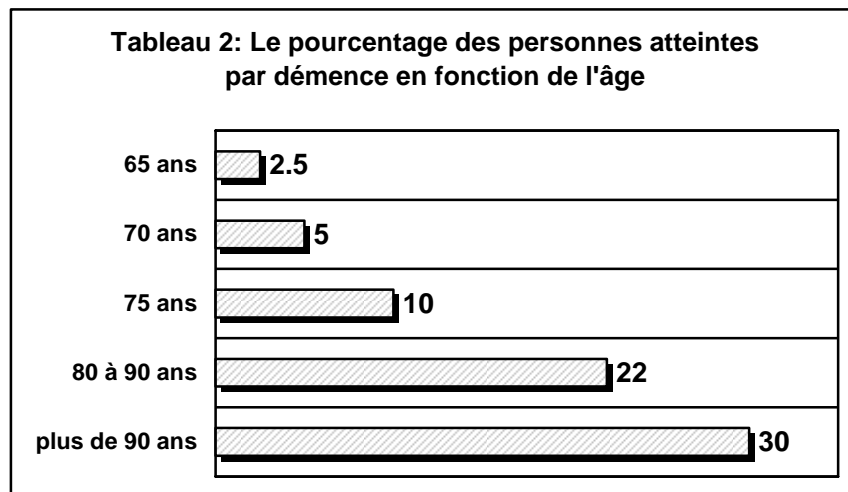 Tableau 2: Le pourcentage des personnes atteintes
par démence en fonction de l'âge
65 ans 2.5
70 ans 5
75 ans 10
80 à 90 ans 22
plus de 90 ans 30